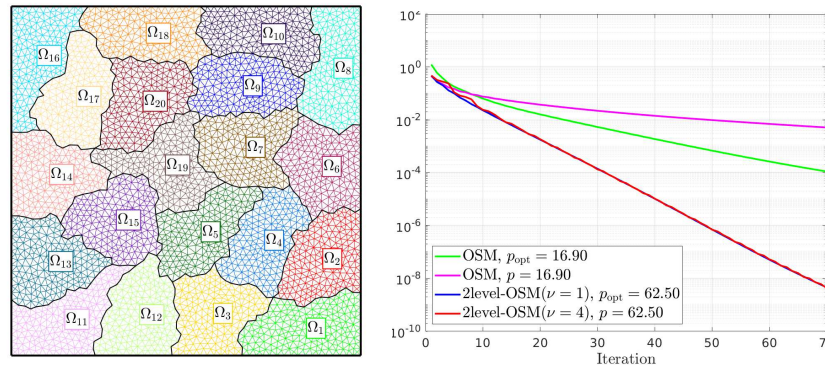 Ω16
Ω18
Ω10
Ω8
Ω17
Ω20
Ω9
Ω14
Ω19
Ω7
Ω6
Ω15
Ω5
Ω4
Ω13
Ω2
Ω11
Ω12
Ω3
Ω1
10^2
10^0
10^-2
10^-4
10^-6
10^-8
10^-10
OSM, p_opt = 16.90
OSM, p = 16.90
2level-OSM(ν = 1), p_opt = 62.50
2level-OSM(ν = 4), p = 62.50
10 20 30 40 50 60 70
Iteration